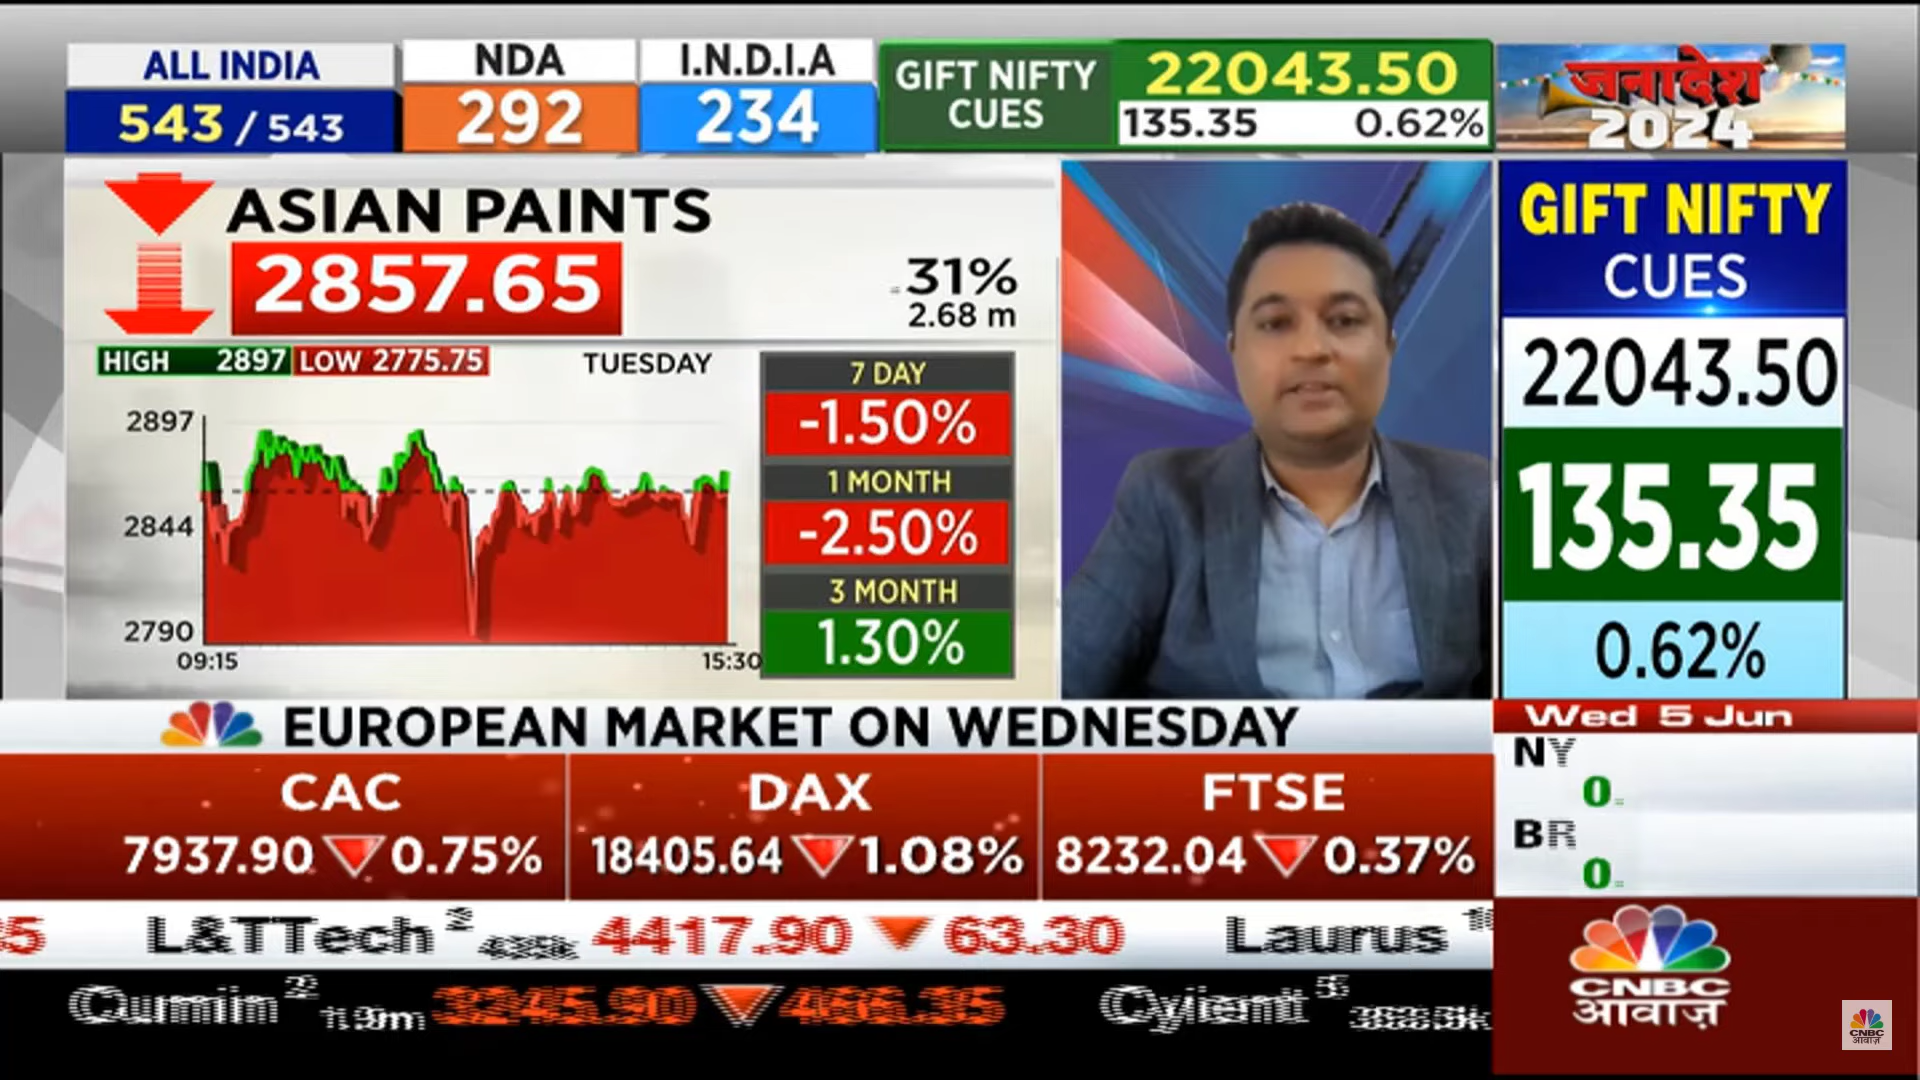 ALL INDIA
543 / 543
NDA
292
I.N.D.I.A
234
GIFT NIFTY
CUES
22043.50
135.35 0.62%
जनादेश
2024
ASIAN PAINTS
2857.65
.31%
2.68 m
HIGH 2897 LOW 2775.75
TUESDAY
2897
2844
2790
09:15 15:30
7 DAY
-1.50%
1 MONTH
-2.50%
3 MONTH
1.30%
GIFT NIFTY
CUES
22043.50
135.35
0.62%
EUROPEAN MARKET ON WEDNESDAY
CAC
7937.90 0.75%
DAX
18405.64 1.08%
FTSE
8232.04 0.37%
Wed 5 Jun
NY
0
BR
0
L&TTech 4417.90 63.30 Laurus
CNBC
आवाज़
CNBC
आवाज़